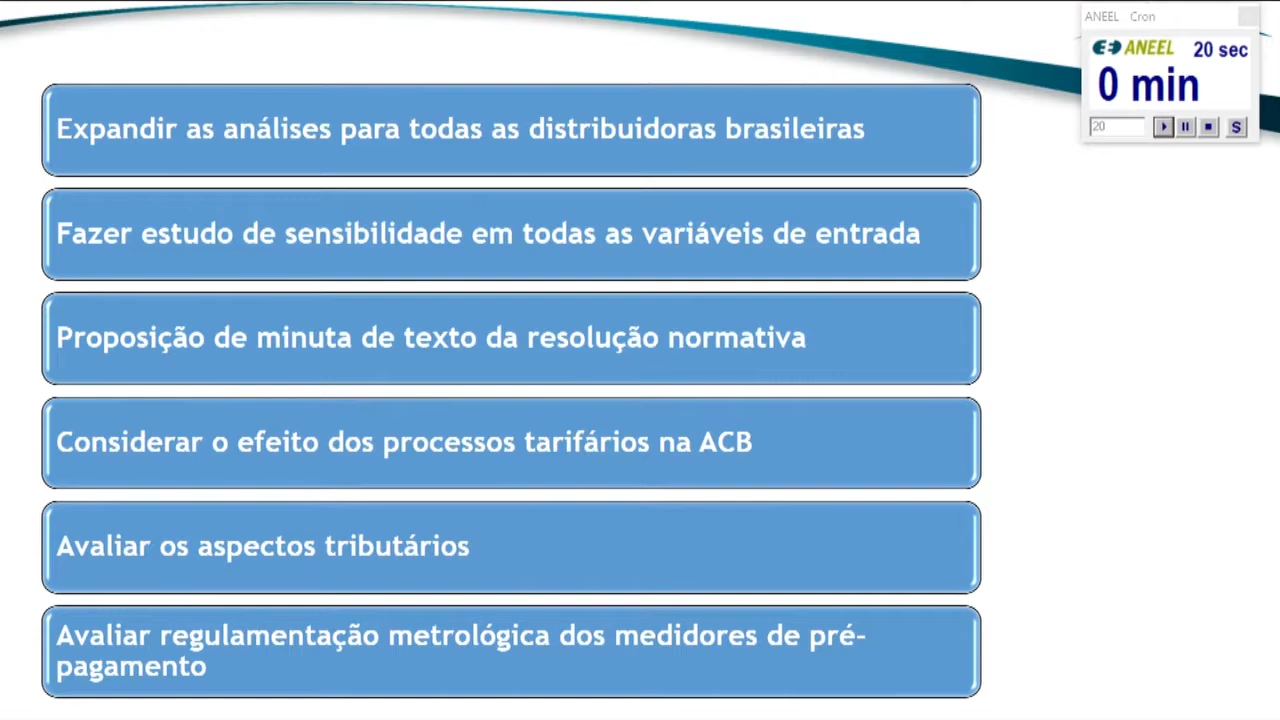 ANEEL Cron
ANEEL 20 sec
0 min
20
S
Expandir as análises para todas as distribuidoras brasileiras
Fazer estudo de sensibilidade em todas as variáveis de entrada
Proposição de minuta de texto da resolução normativa
Considerar o efeito dos processos tarifários na ACB
Avaliar os aspectos tributários
Avaliar regulamentação metrológica dos medidores de pré-
pagamento